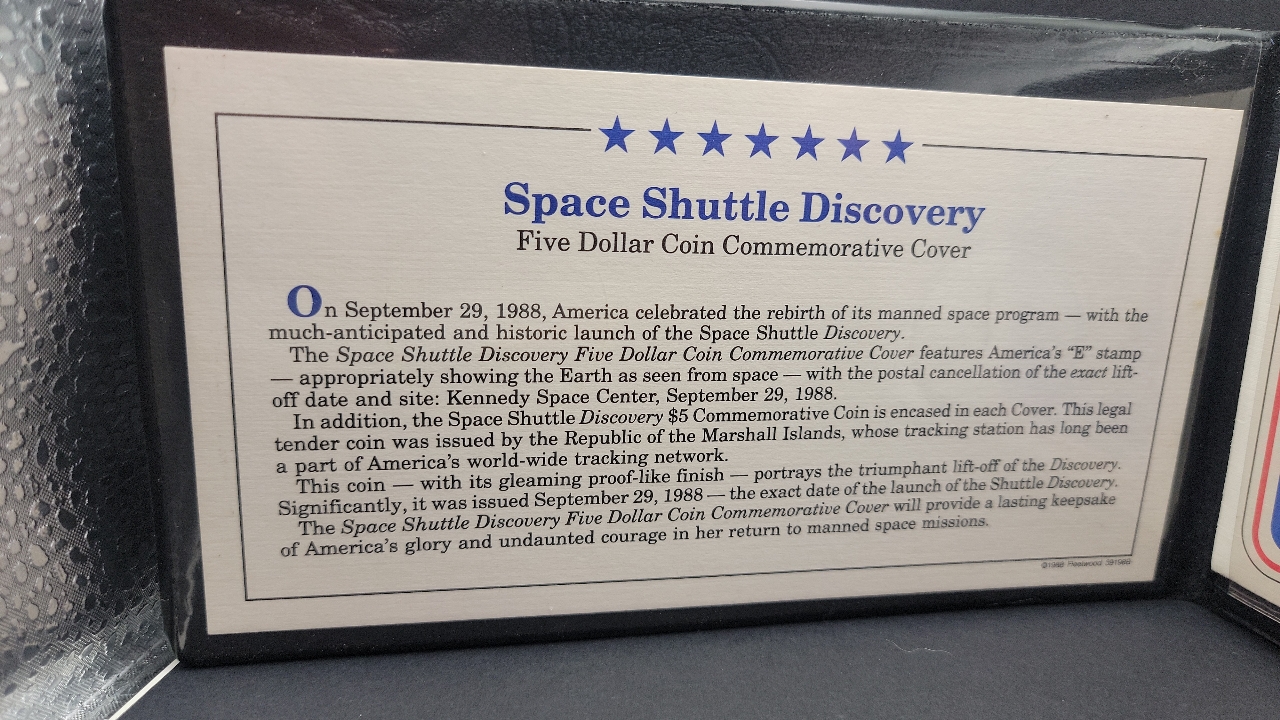 Space Shuttle Discovery
Five Dollar Coin Commemorative Cover
On September 29, 1988, America celebrated the rebirth of its manned space program — with the
much-anticipated and historic launch of the Space Shuttle Discovery.
The Space Shuttle Discovery Five Dollar Coin Commemorative Cover features America's “E” stamp
— appropriately showing the Earth as seen from space — with the postal cancellation of the exact lift-
off date and site: Kennedy Space Center, September 29, 1988.
In addition, the Space Shuttle Discovery $5 Commemorative Coin is encased in each Cover. This legal
tender coin was issued by the Republic of the Marshall Islands, whose tracking station has long been
a part of America's world-wide tracking network.
This coin — with its gleaming proof-like finish — portrays the triumphant lift-off of the Discovery.
Significantly, it was issued September 29, 1988 — the exact date of the launch of the Shuttle Discovery.
The Space Shuttle Discovery Five Dollar Coin Commemorative Cover will provide a lasting keepsake
of America's glory and undaunted courage in her return to manned space missions.
©1988 Fleetwood